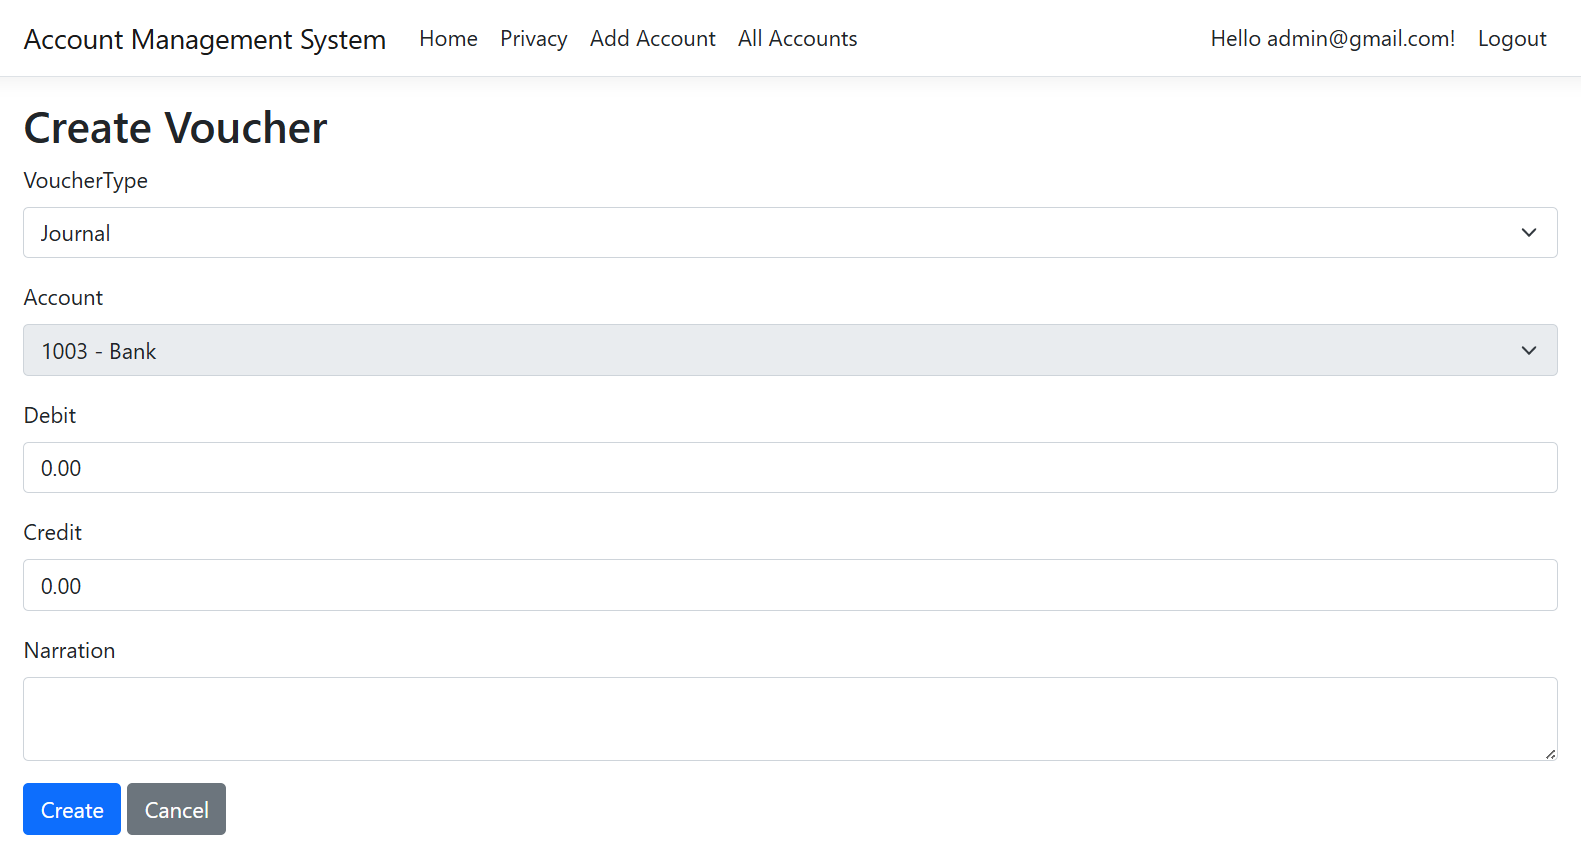 Account Management System Home Privacy Add Account All Accounts Hello admin@gmail.com! Logout
Create Voucher
VoucherType
Journal
Account
1003 - Bank
Debit
0.00
Credit
0.00
Narration
Create Cancel